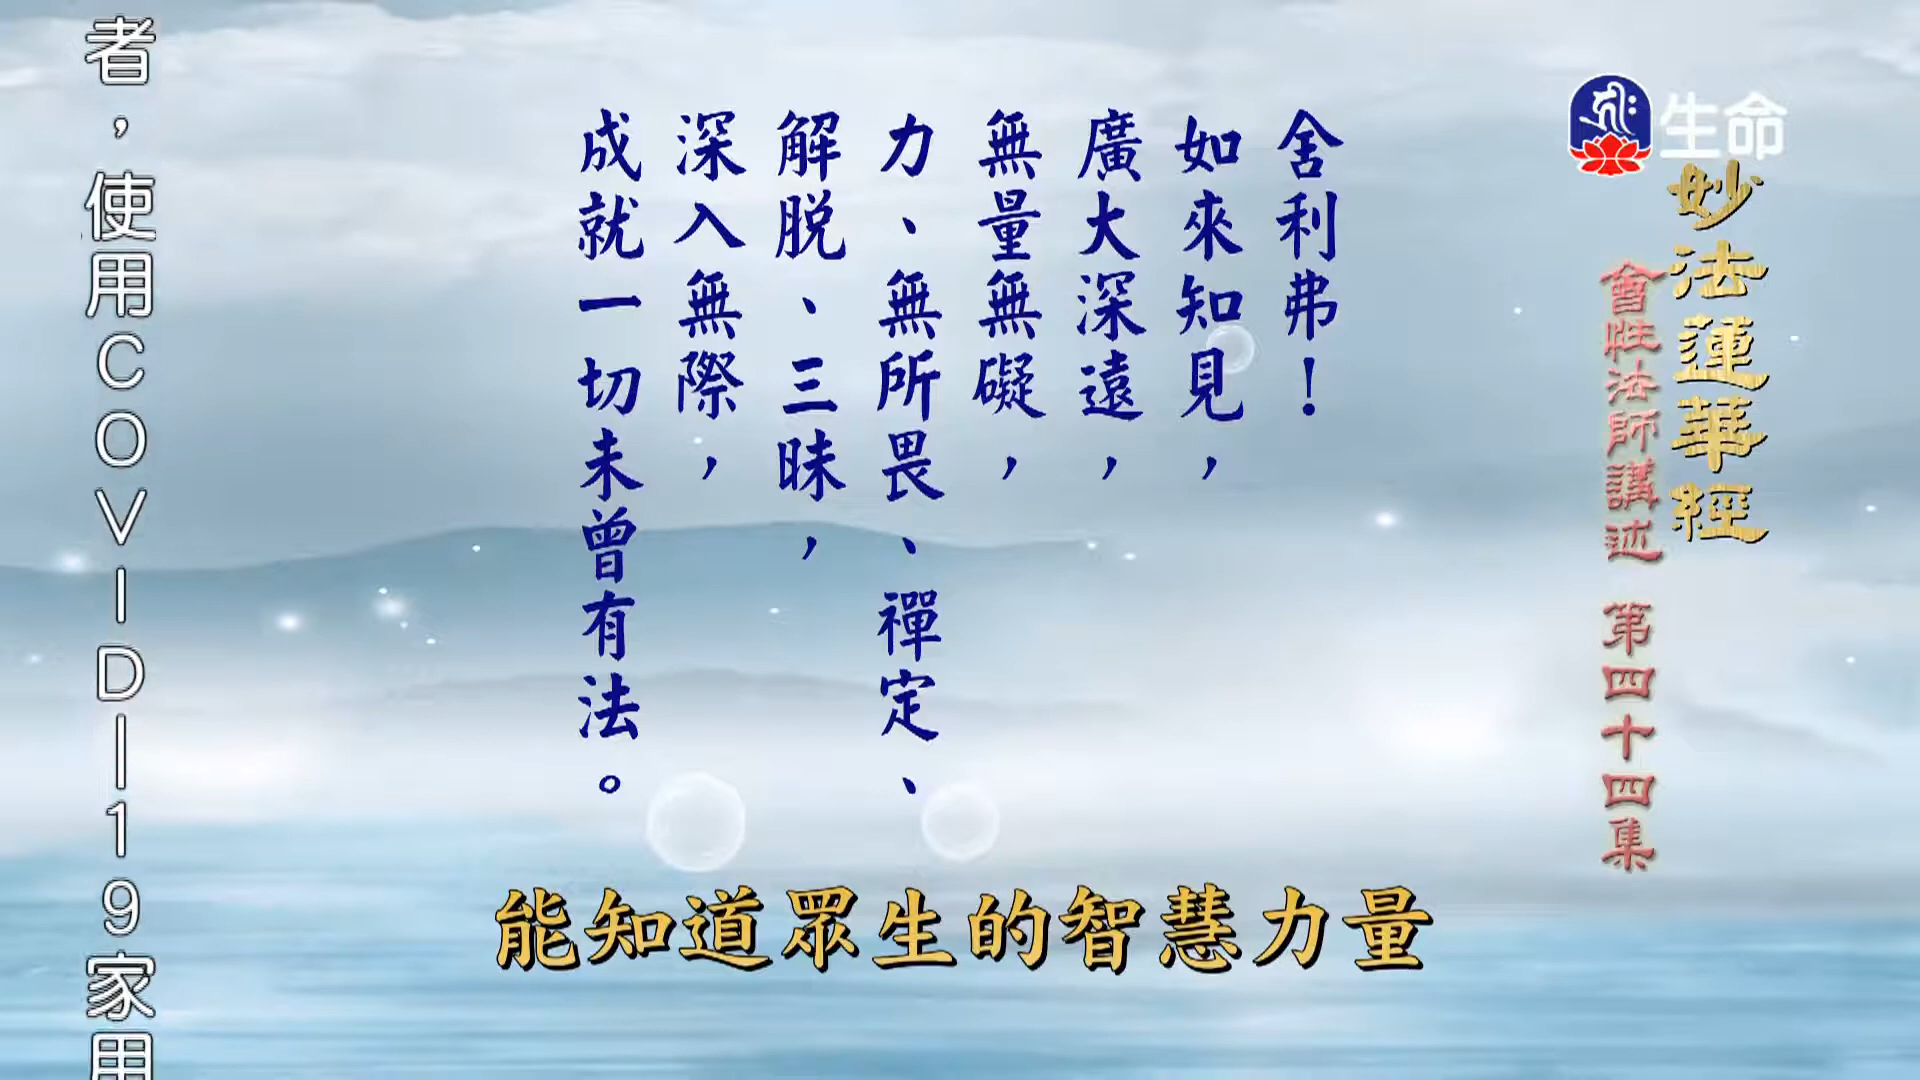 生命
妙法蓮華經
會性法師講述 第四十四集
舍利弗！
如來知見，
廣大深遠，
無量無礙，
力、無所畏、禪定、
解脫、三昧，
深入無際，
成就一切未曾有法。
者，使用COVID-19家用
能知道眾生的智慧力量